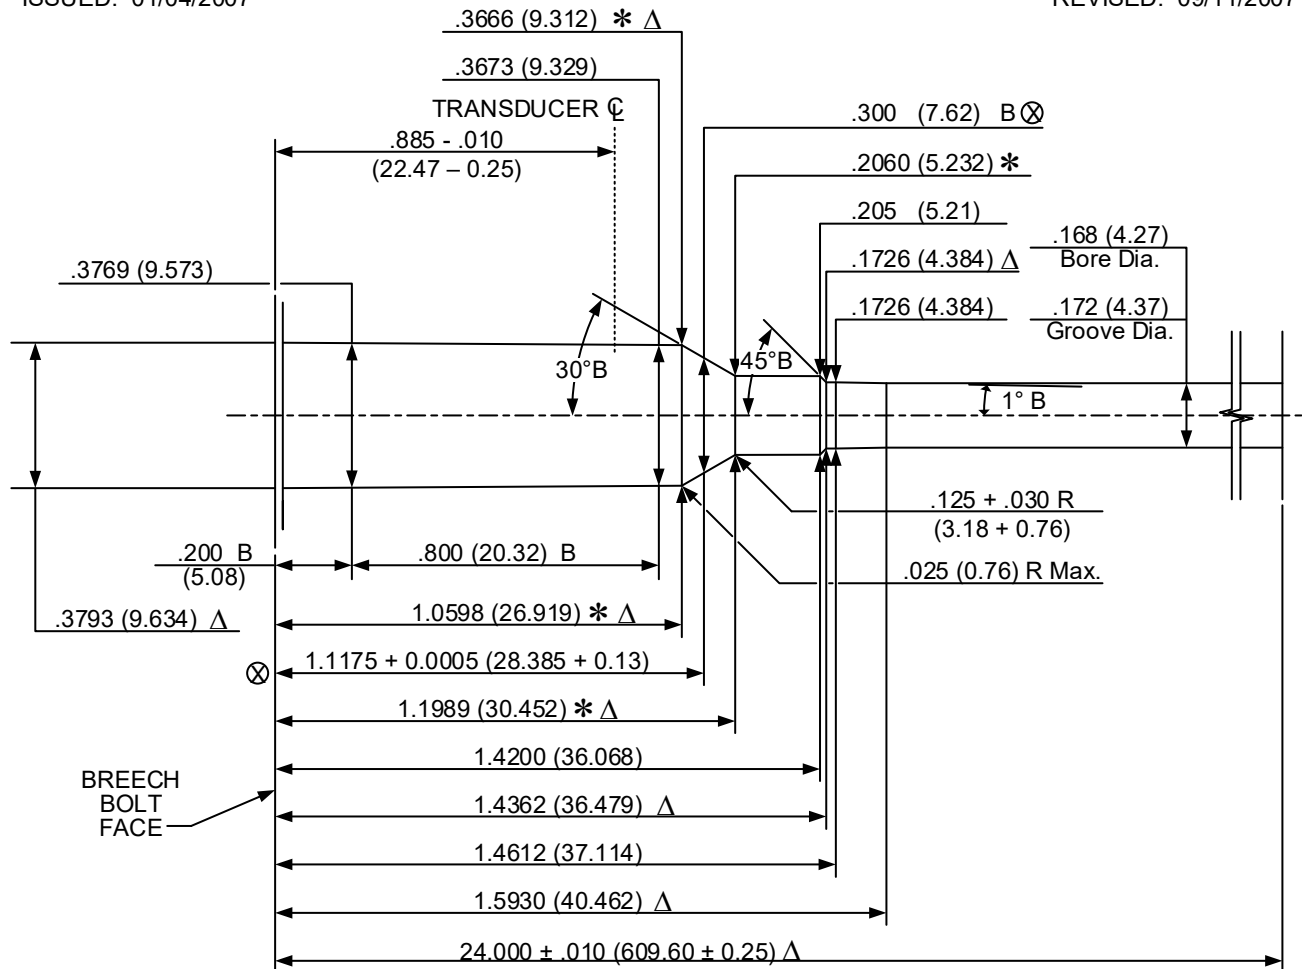 ISSUED: 01/04/2007
REVISED: 09/11/2007
.3666 (9.312) * Δ
.3673 (9.329)
TRANSDUCER ℄
.885 - .010
(22.47 – 0.25)
.300 (7.62) B ⊗
.2060 (5.232) *
.205 (5.21)
.1726 (4.384) Δ
.1726 (4.384)
.168 (4.27)
Bore Dia.
.172 (4.37)
Groove Dia.
.3769 (9.573)
30°B
45°B
1° B
.125 + .030 R
(3.18 + 0.76)
.025 (0.76) R Max.
.200 B
(5.08)
.800 (20.32) B
.3793 (9.634) Δ
1.0598 (26.919) * Δ
⊗ 1.1175 + 0.0005 (28.385 + 0.13)
1.1989 (30.452) * Δ
1.4200 (36.068)
BREECH
BOLT
FACE
1.4362 (36.479) Δ
1.4612 (37.114)
1.5930 (40.462) Δ
24.000 ± .010 (609.60 ± 0.25) Δ